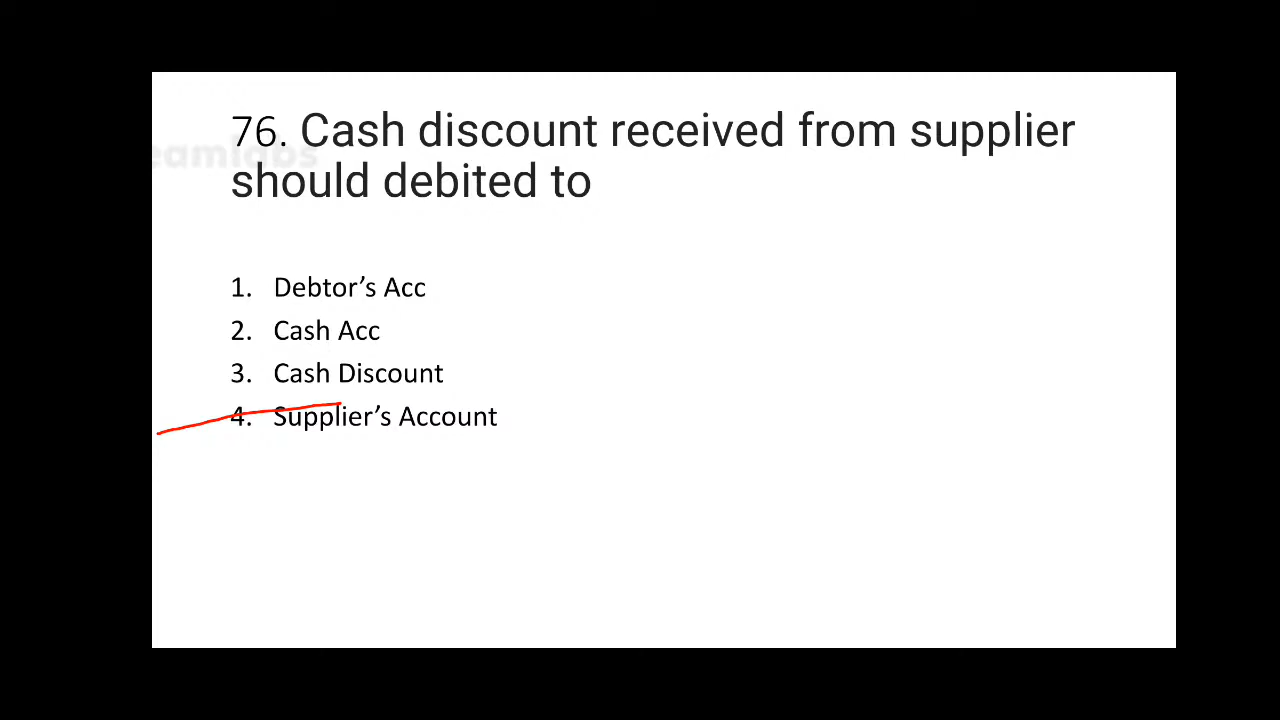 76. Cash discount received from supplier
should debited to
eamlabs
1. Debtor’s Acc
2. Cash Acc
3. Cash Discount
4. Supplier’s Account